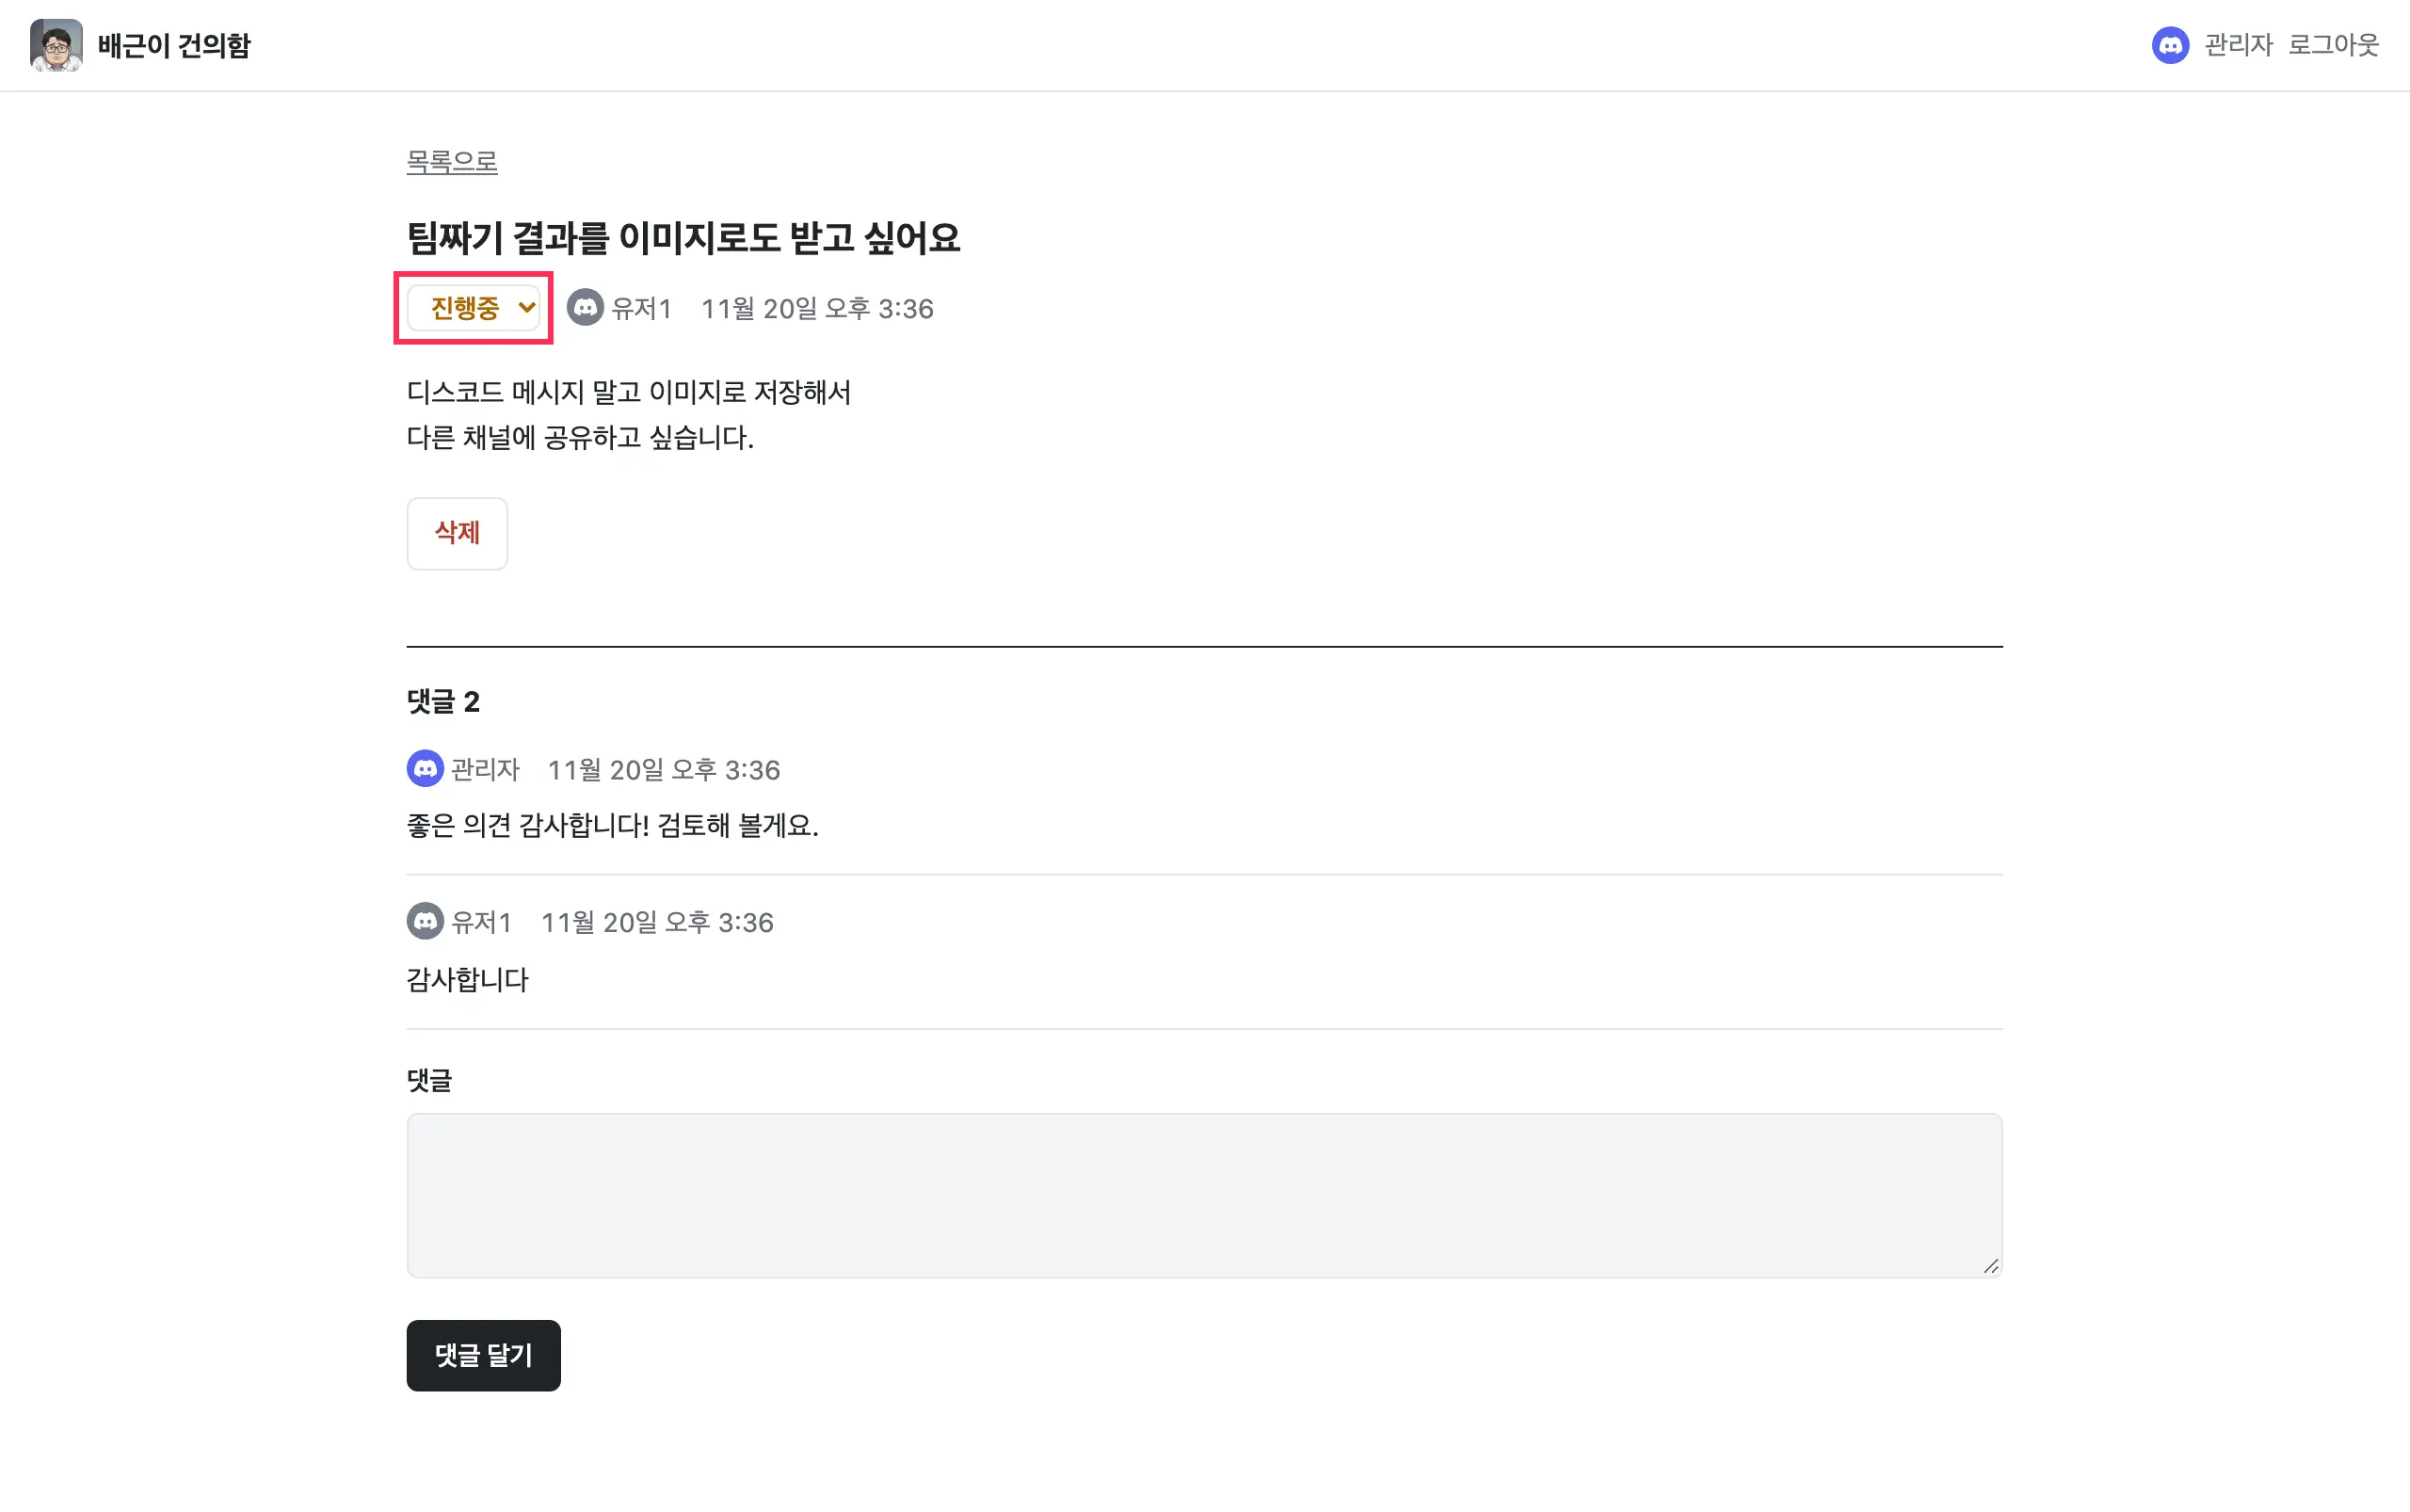 배근이 건의함
관리자 로그아웃
목록으로
팀짜기 결과를 이미지로도 받고 싶어요
진행중 유저1 11월 20일 오후 3:36
디스코드 메시지 말고 이미지로 저장해서
다른 채널에 공유하고 싶습니다.
삭제
댓글 2
관리자 11월 20일 오후 3:36
좋은 의견 감사합니다! 검토해 볼게요.
유저1 11월 20일 오후 3:36
감사합니다
댓글
댓글 달기